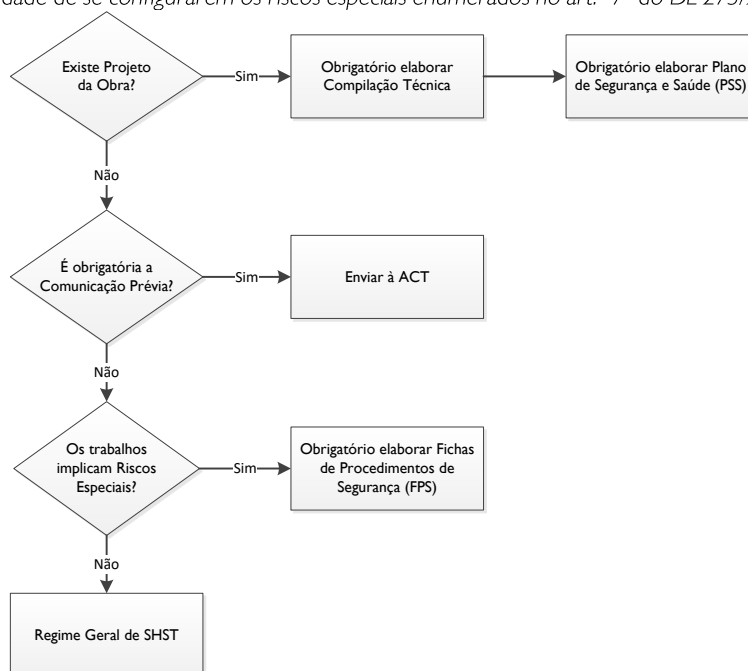 dade de se configurarem os riscos especiais enumerados no art. 7º do DL 273/
Existe Projeto
da Obra?
Sim
Obrigatório elaborar
Compilação Técnica
Obrigatório elaborar Plano
de Segurança e Saúde (PSS)
Não
É obrigatória a
Comunicação Prévia?
Sim
Enviar à ACT
Não
Os trabalhos
implicam Riscos
Especiais?
Sim
Obrigatório elaborar Fichas
de Procedimentos de
Segurança (FPS)
Não
Regime Geral de SHST